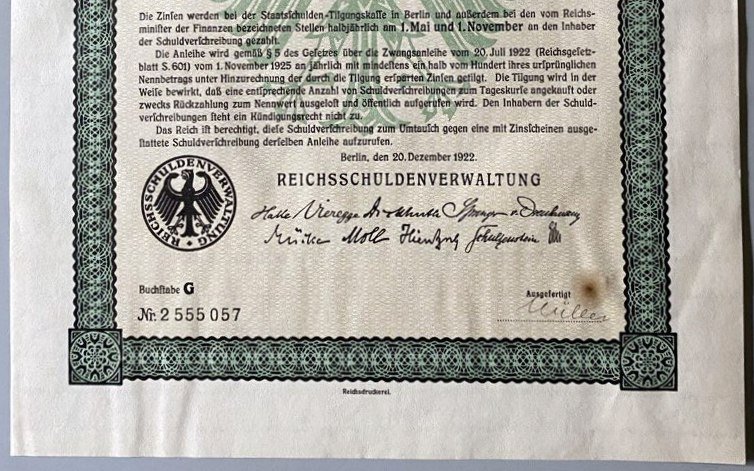 Die Zinsen werden bei der Staatsschulden-Tilgungskasse in Berlin und außerdem bei den vom Reichs-
minister der Finanzen bezeichneten Stellen halbjährlich am 1. Mai und 1. November an den Inhaber
der Schuldverschreibung gezahlt.
Die Anleihe wird gemäß § 5 des Gesetzes über die Zwangsanleihe vom 20. Juli 1922 (Reichsgesetz-
blatt S. 601) vom 1. November 1925 an jährlich mit mindestens ein halb vom Hundert ihres ursprünglichen
Nennbetrags unter Hinzurechnung der durch die Tilgung ersparten Zinsen getilgt. Die Tilgung wird in der
Weise bewirkt, daß eine entsprechende Anzahl von Schuldverschreibungen zum Tageskurse angekauft oder
zwecks Rückzahlung zum Nennwert ausgelost und öffentlich aufgerufen wird. Den Inhabern der Schuld-
verschreibungen steht ein Kündigungsrecht nicht zu.
Das Reich ist berechtigt, diese Schuldverschreibung zum Umtausch gegen eine mit Zinsscheinen ausge-
stattete Schuldverschreibung derselben Anleihe aufzurufen.
Berlin, den 20. Dezember 1922.
REICHSSCHULDENVERWALTUNG
REICHSSCHULDENVERWALTUNG
Halle Vieregge
Mücke Moll
Buchstabe G
Nr. 2 555 057
Ausgefertigt
Müller
Reichsdruckerei.